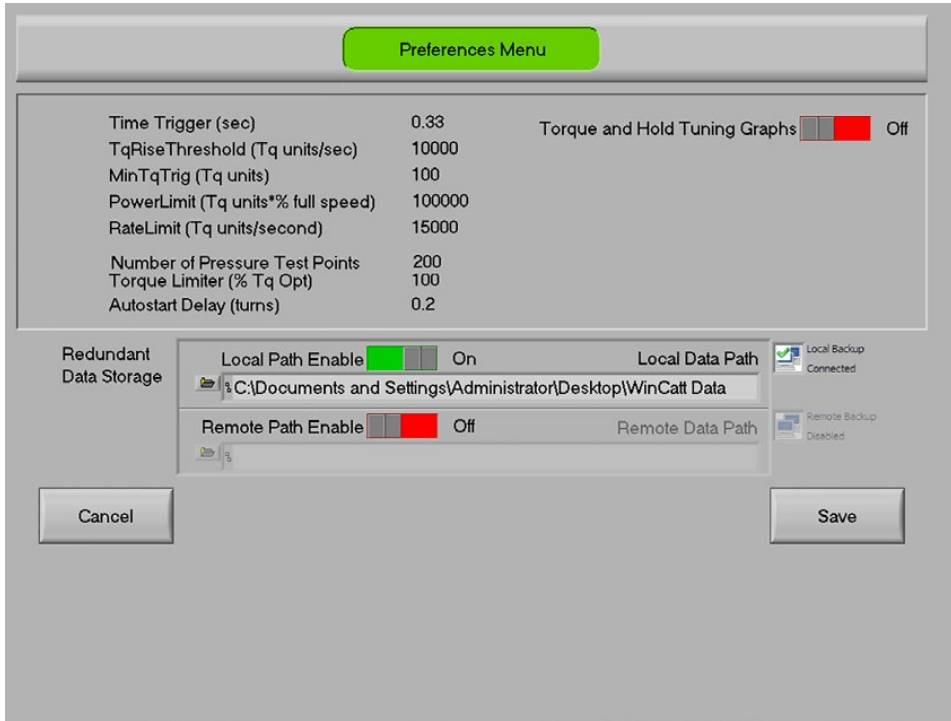 Preferences Menu
Time Trigger (sec) 0.33
Torque and Hold Tuning Graphs Off
TqRiseThreshold (Tq units/sec) 10000
MinTqTrig (Tq units) 100
PowerLimit (Tq units*% full speed) 100000
RateLimit (Tq units/second) 15000
Number of Pressure Test Points 200
Torque Limiter (% Tq Opt) 100
Autostart Delay (turns) 0.2
Redundant
Data Storage
Local Path Enable On Local Data Path
Local Backup
Connected
C:\Documents and Settings\Administrator\Desktop\WinCatt Data
Remote Path Enable Off Remote Data Path
Remote Backup
Disabled
Cancel Save